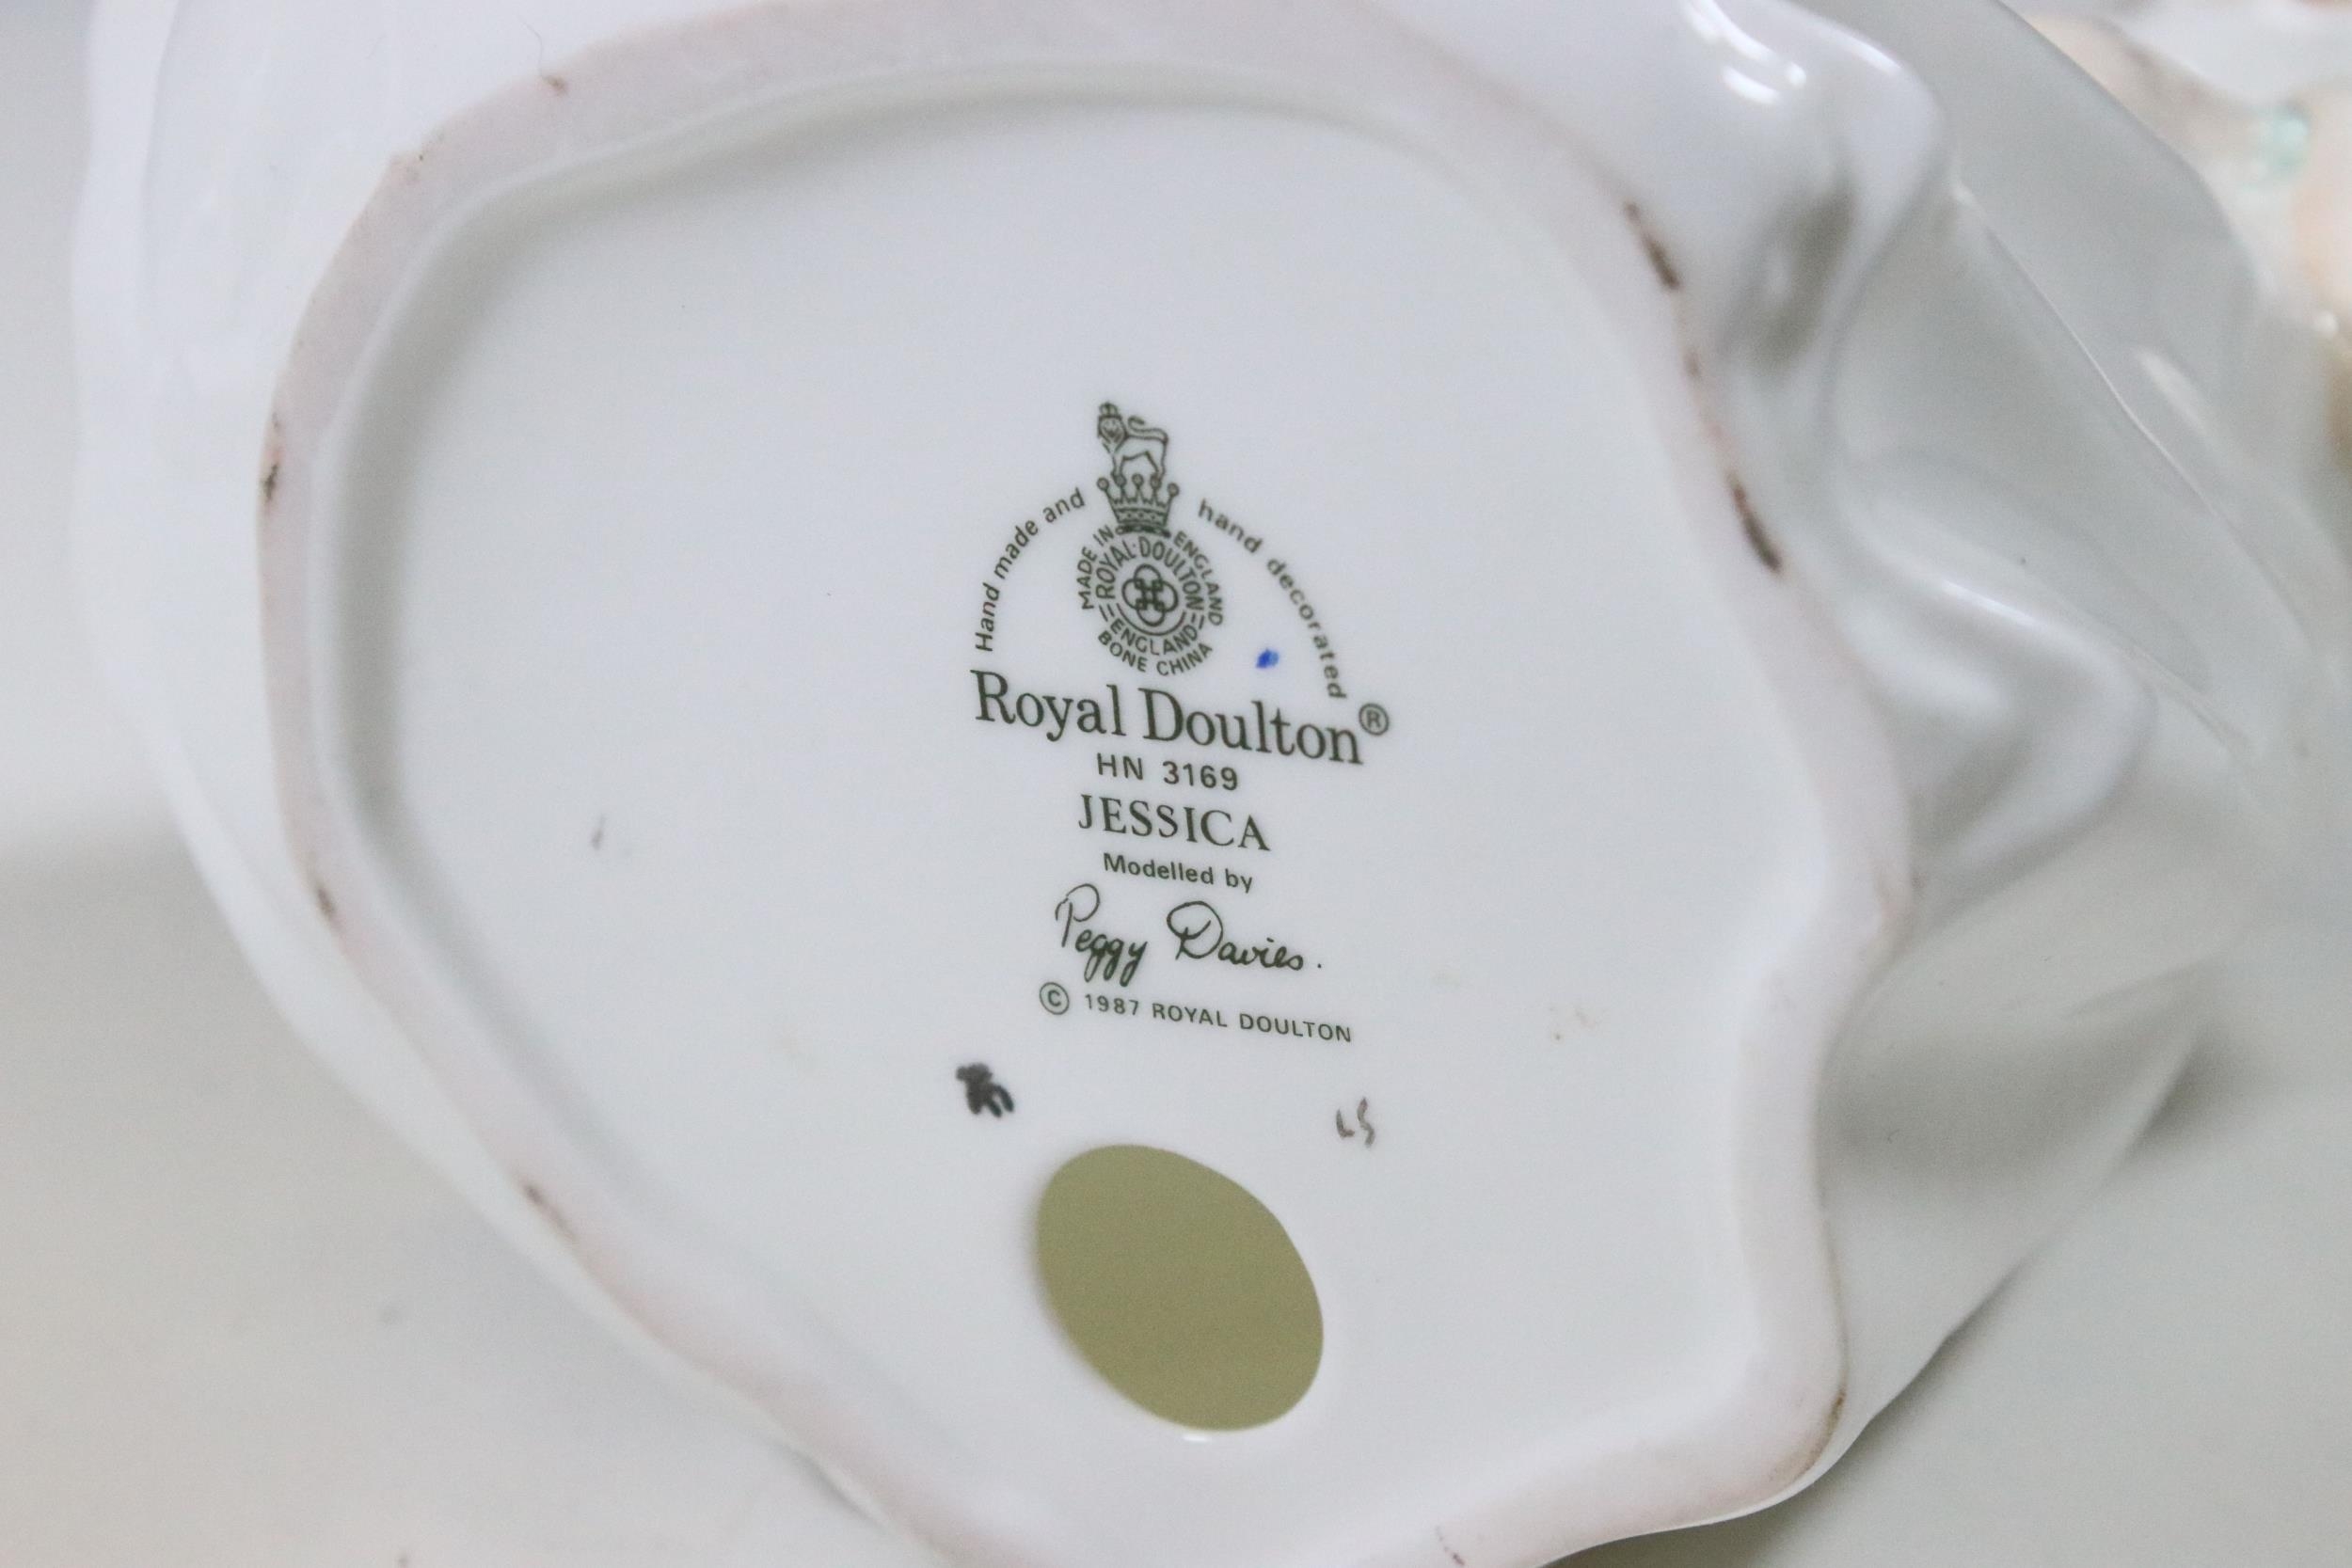 Hand made and hand decorated
MADE IN ENGLAND
ROYAL·DOULTON
ENGLAND
BONE CHINA
Royal Doulton®
HN 3169
JESSICA
Modelled by
Peggy Davies.
© 1987 ROYAL DOULTON
LS